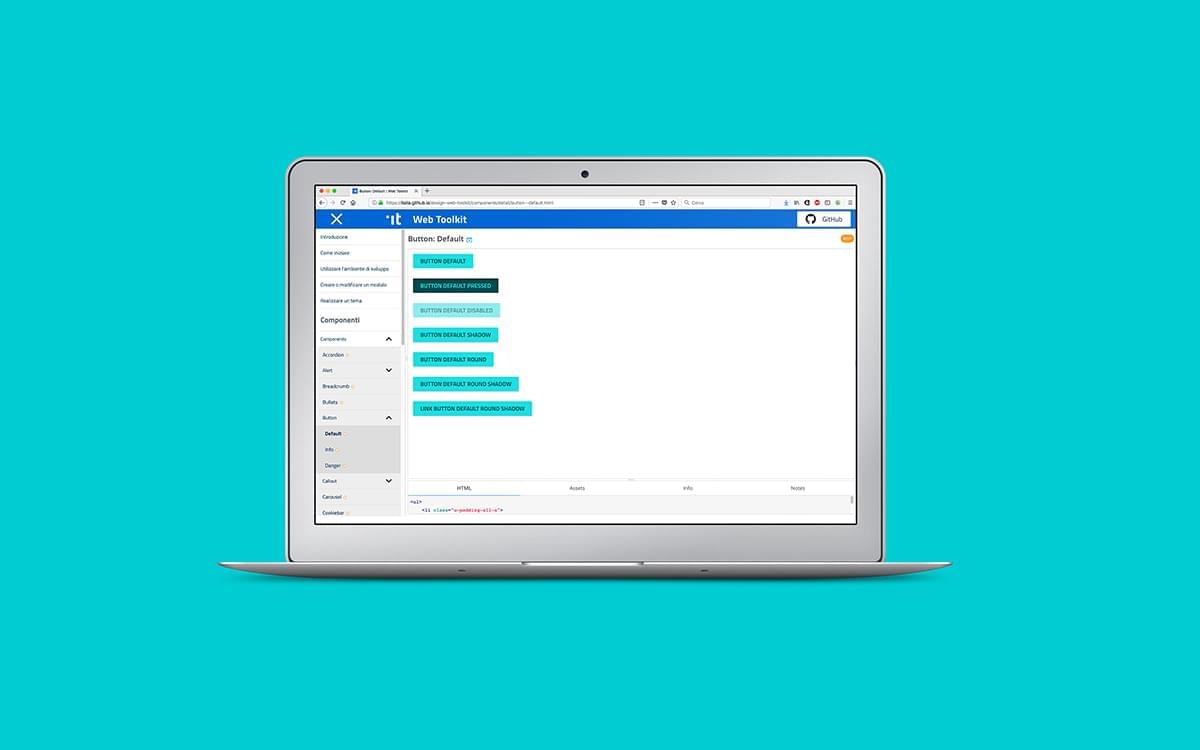 Button: Default | Web Toolkit
https://italia.github.io/design-web-toolkit/components/detail/button--default.html
Cerca
.it
Web Toolkit
GitHub
Introduzione
Come iniziare
Utilizzare l'ambiente di sviluppo
Creare o modificare un modulo
Realizzare un tema
Componenti
Components
Accordion
Alert
Breadcrumb
Bullets
Button
Default
Info
Danger
Callout
Carousel
Cookiebar
Button: Default
BUTTON DEFAULT
BUTTON DEFAULT PRESSED
BUTTON DEFAULT DISABLED
BUTTON DEFAULT SHADOW
BUTTON DEFAULT ROUND
BUTTON DEFAULT ROUND SHADOW
LINK BUTTON DEFAULT ROUND SHADOW
HTML
Assets
Info
Notes
<ul>
<li class="u-padding-all-s">